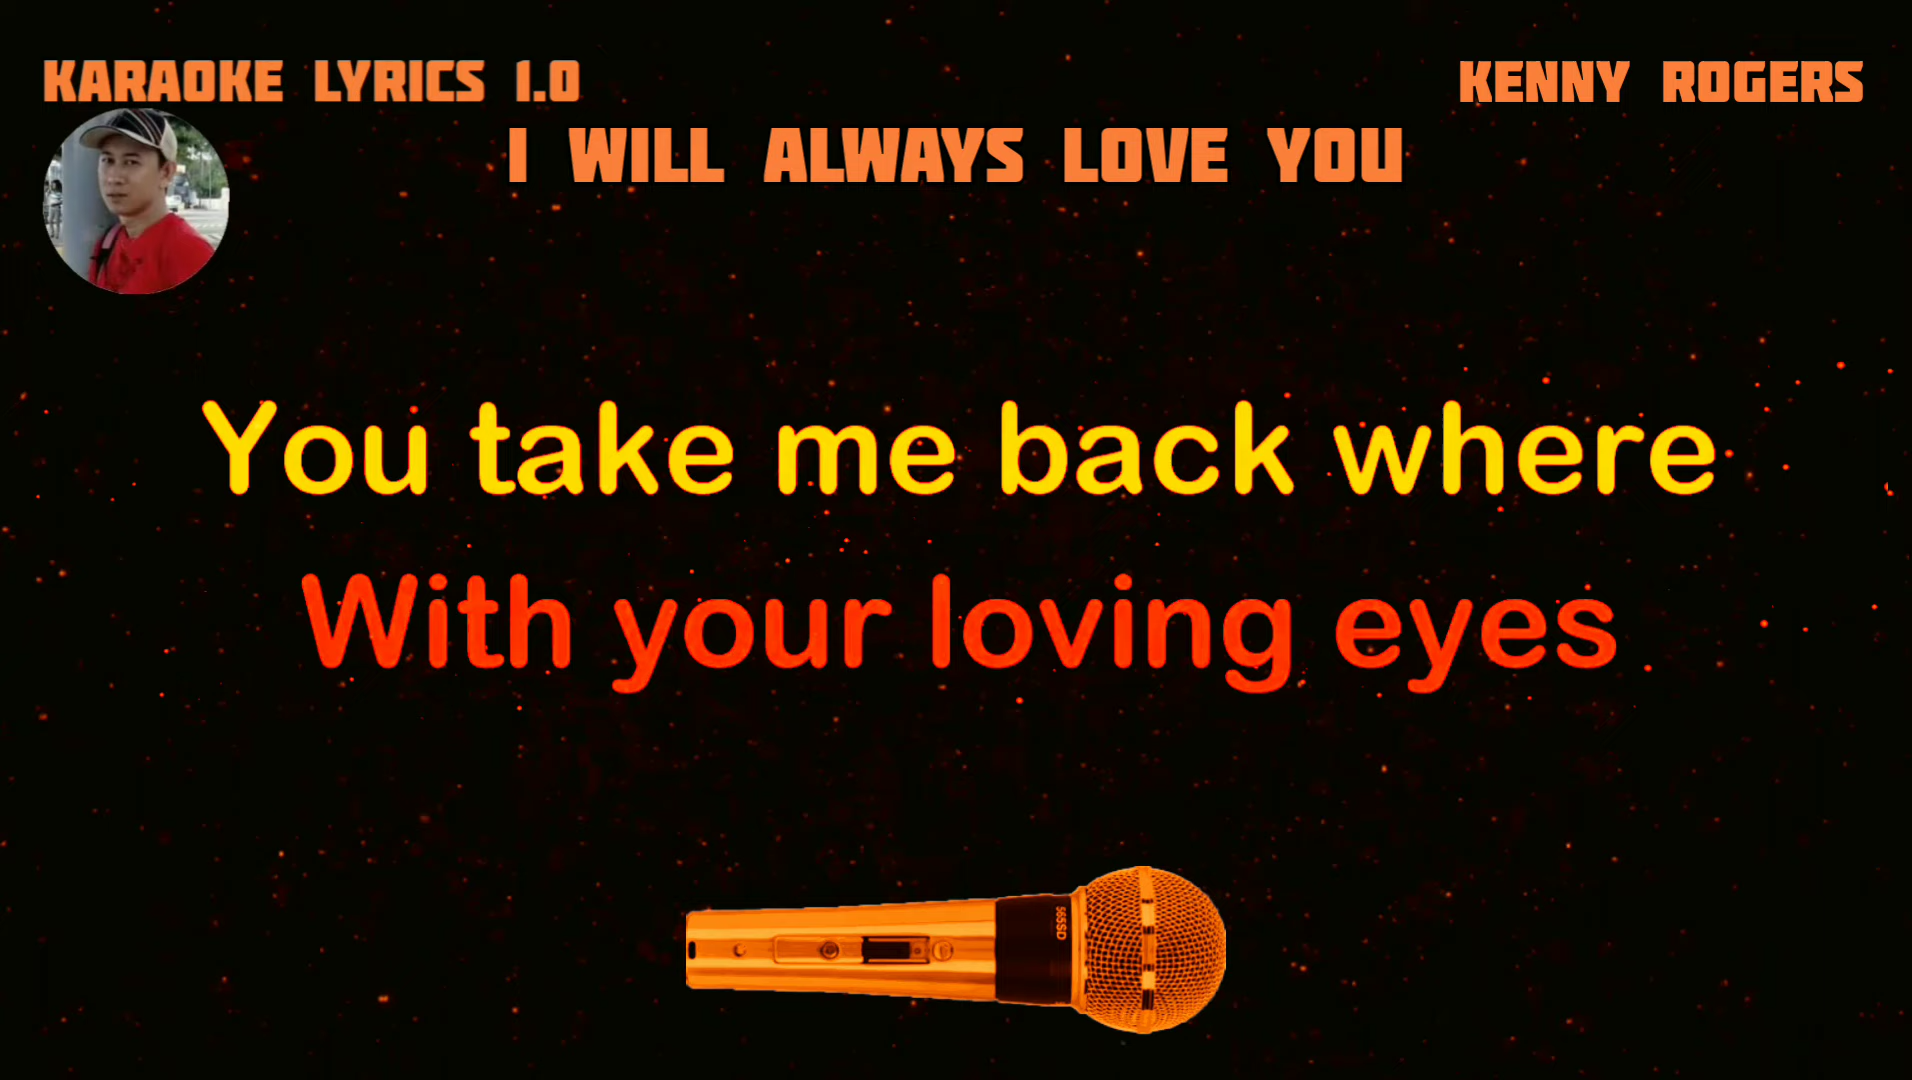 KARAOKE LYRICS 1.0
KENNY ROGERS
I WILL ALWAYS LOVE YOU
You take me back where
With your loving eyes
565SD